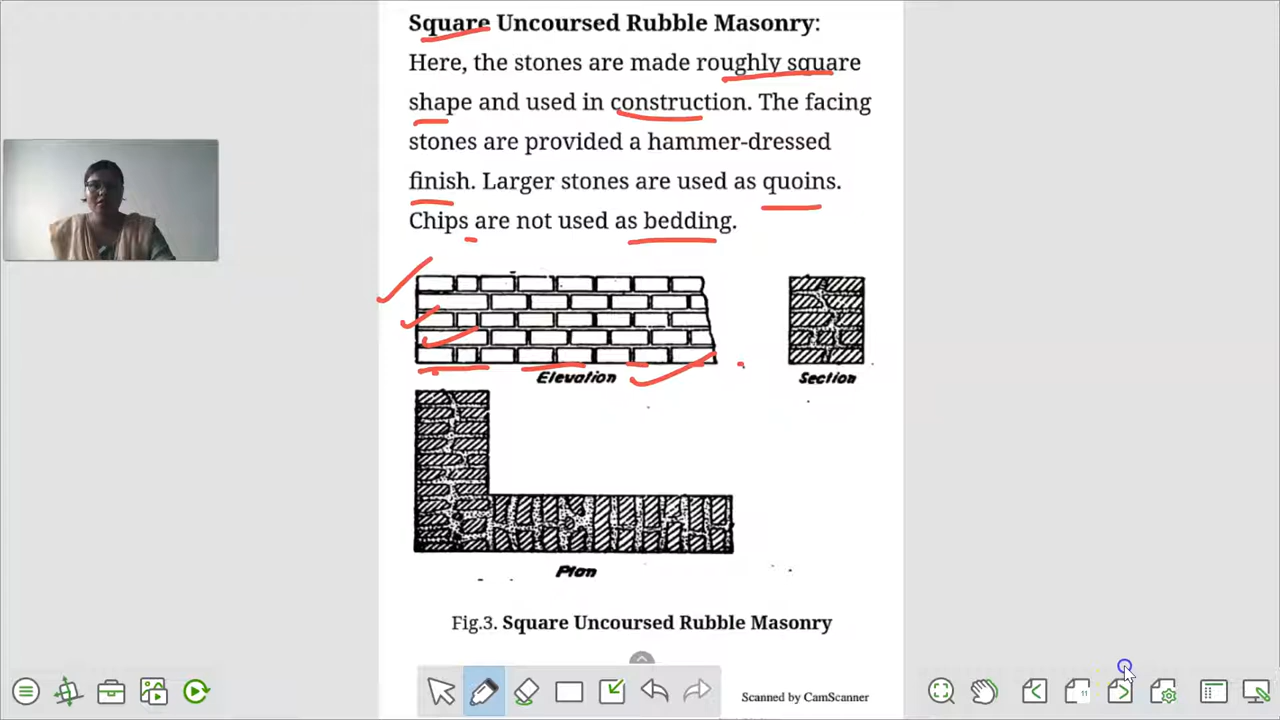 Square Uncoursed Rubble Masonry:
Here, the stones are made roughly square
shape and used in construction. The facing
stones are provided a hammer-dressed
finish. Larger stones are used as quoins.
Chips are not used as bedding.
Elevation
Section
Plan
Fig.3. Square Uncoursed Rubble Masonry
Scanned by CamScanner
11